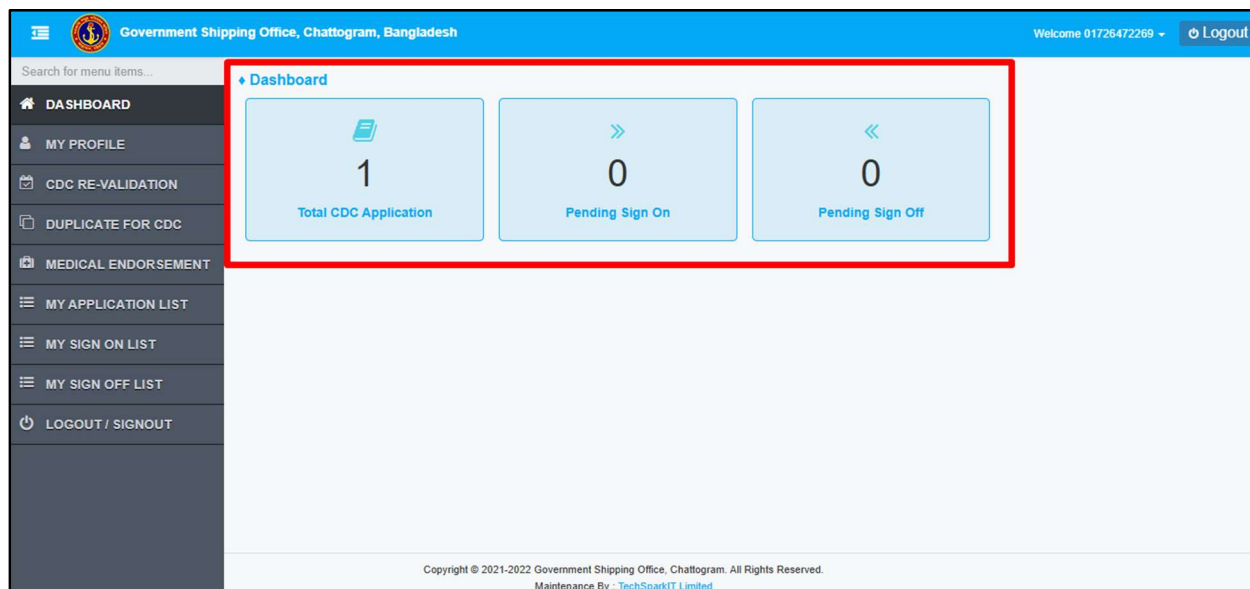 Government Shipping Office, Chattogram, Bangladesh
Welcome 01726472269
Logout
Search for menu items...
DASHBOARD
MY PROFILE
CDC RE-VALIDATION
DUPLICATE FOR CDC
MEDICAL ENDORSEMENT
MY APPLICATION LIST
MY SIGN ON LIST
MY SIGN OFF LIST
LOGOUT / SIGNOUT
Dashboard
1
Total CDC Application
0
Pending Sign On
0
Pending Sign Off
Copyright © 2021-2022 Government Shipping Office, Chattogram. All Rights Reserved.
Maintenance By : TechSparkIT Limited